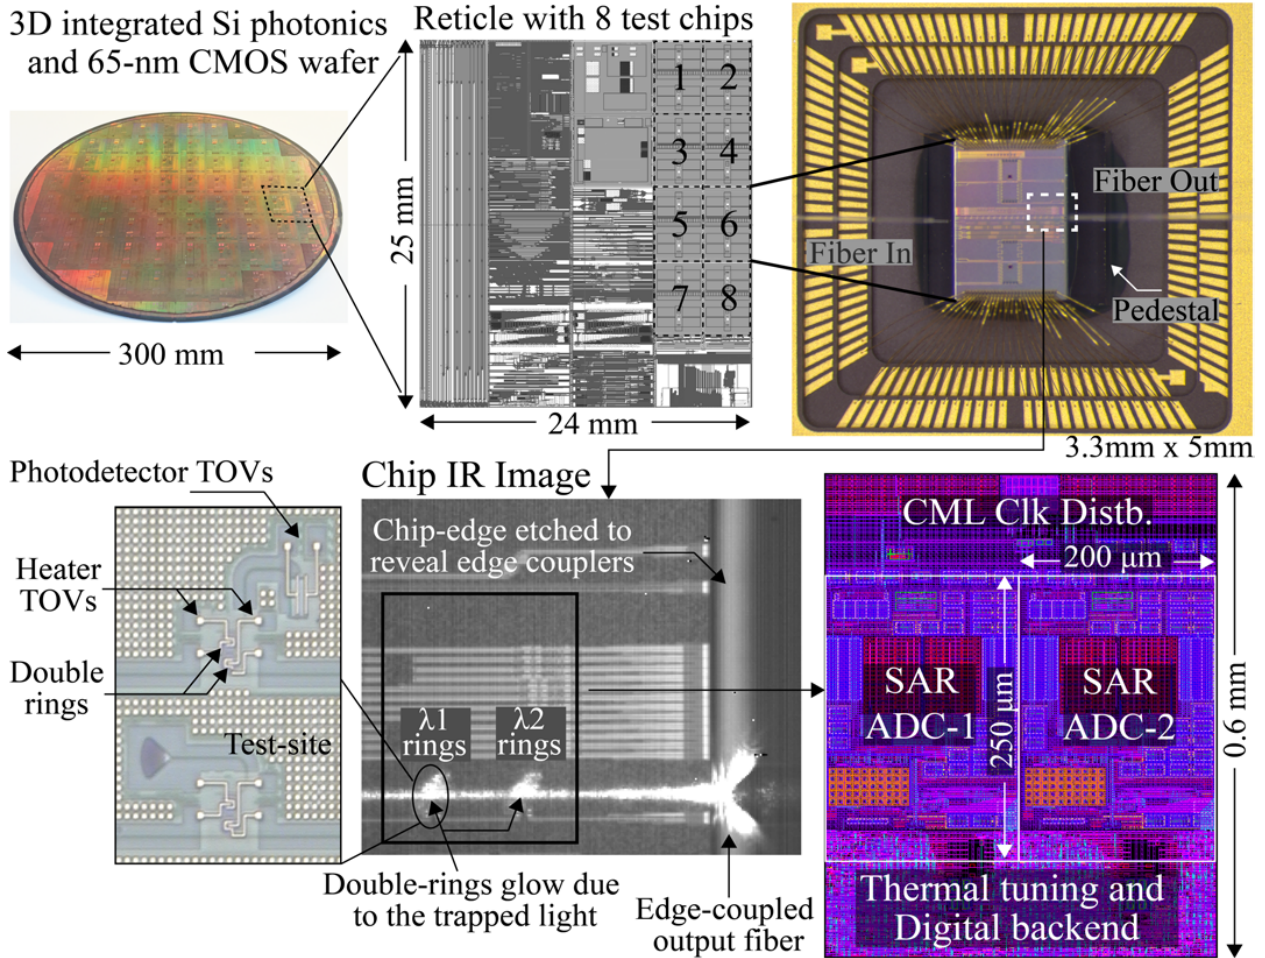 3D integrated Si photonics
and 65-nm CMOS wafer
300 mm
Reticle with 8 test chips
25 mm
1 2
3 4
5 6
7 8
24 mm
Fiber Out
Fiber In
Pedestal
3.3mm x 5mm
Photodetector TOVs
Heater
TOVs
Double
rings
Test-site
Chip IR Image
Chip-edge etched to
reveal edge couplers
λ1
rings
λ2
rings
Double-rings glow due
to the trapped light
Edge-coupled
output fiber
CML Clk Distb.
200 μm
SAR
ADC-1
250 μm
SAR
ADC-2
0.6 mm
Thermal tuning and
Digital backend